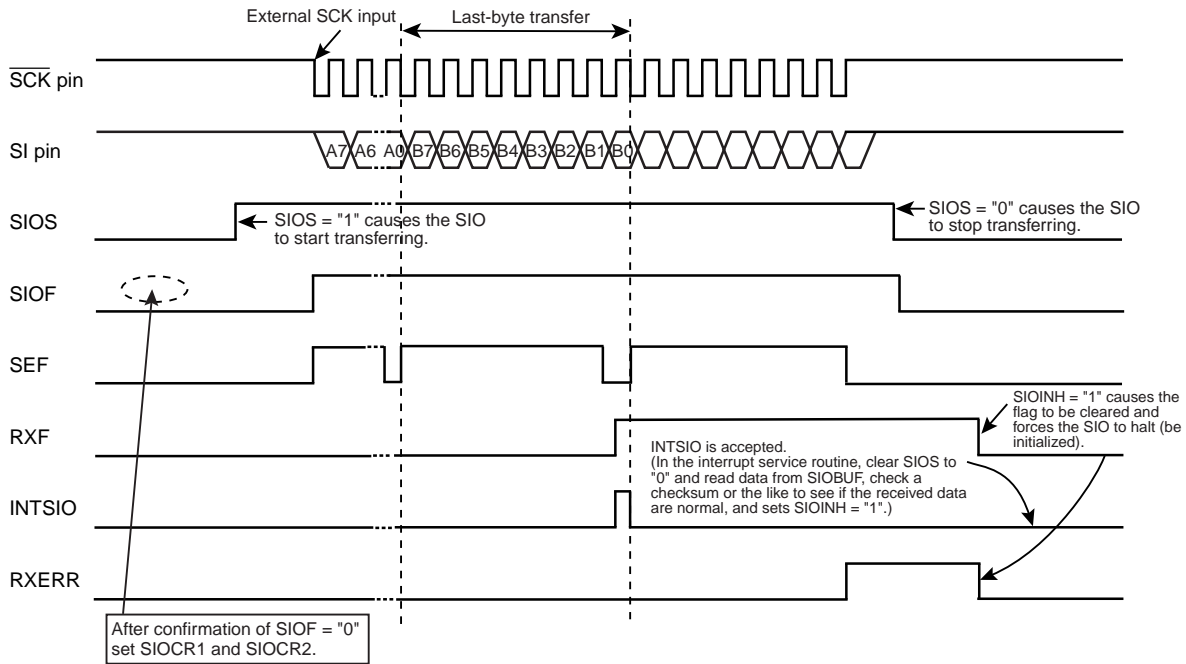 External SCK input
Last-byte transfer
SCK pin
SI pin
A7 A6 A0 B7 B6 B5 B4 B3 B2 B1 B0
SIOS
SIOS = "1" causes the SIO
to start transferring.
SIOS = "0" causes the SIO
to stop transferring.
SIOF
SEF
SIOINH = "1" causes the
flag to be cleared and
forces the SIO to halt (be
initialized).
RXF
INTSIO is accepted.
(In the interrupt service routine, clear SIOS to
"0" and read data from SIOBUF, check a
checksum or the like to see if the received data
are normal, and sets SIOINH = "1".)
INTSIO
RXERR
After confirmation of SIOF = "0"
set SIOCR1 and SIOCR2.